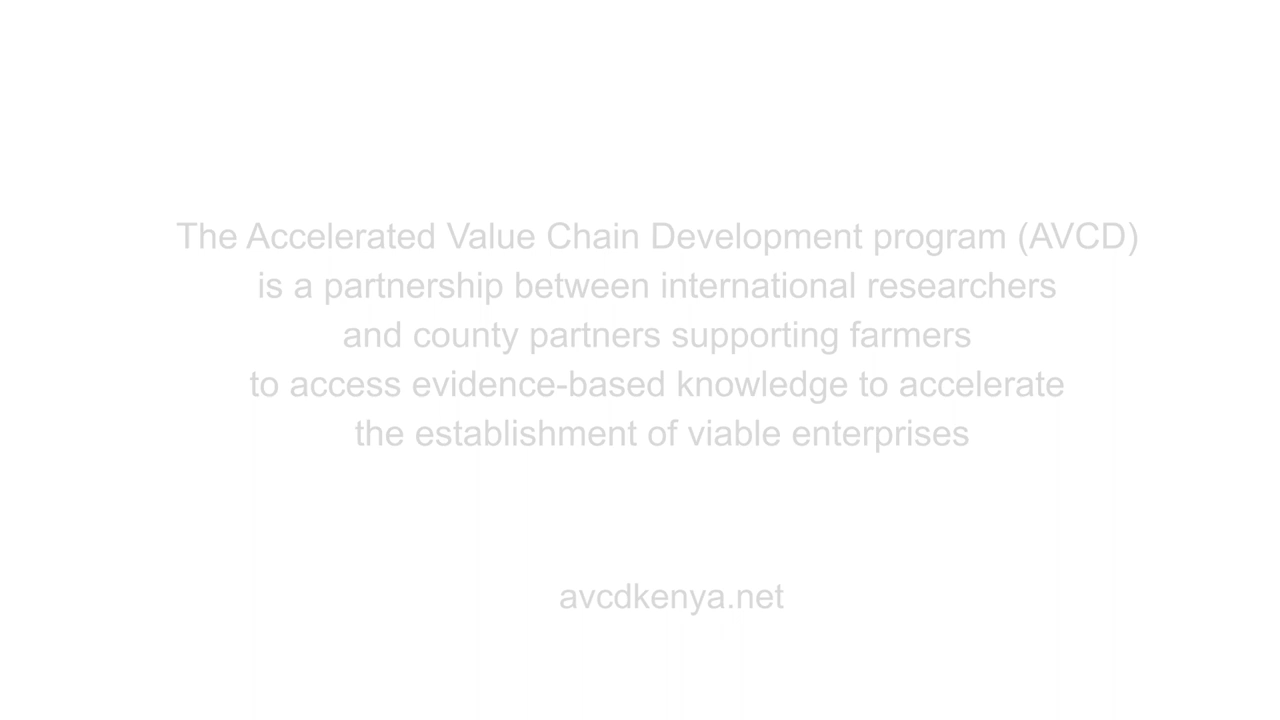 The Accelerated Value Chain Development program (AVCD)
is a partnership between international researchers
and county partners supporting farmers
to access evidence-based knowledge to accelerate
the establishment of viable enterprises
avcdkenya.net